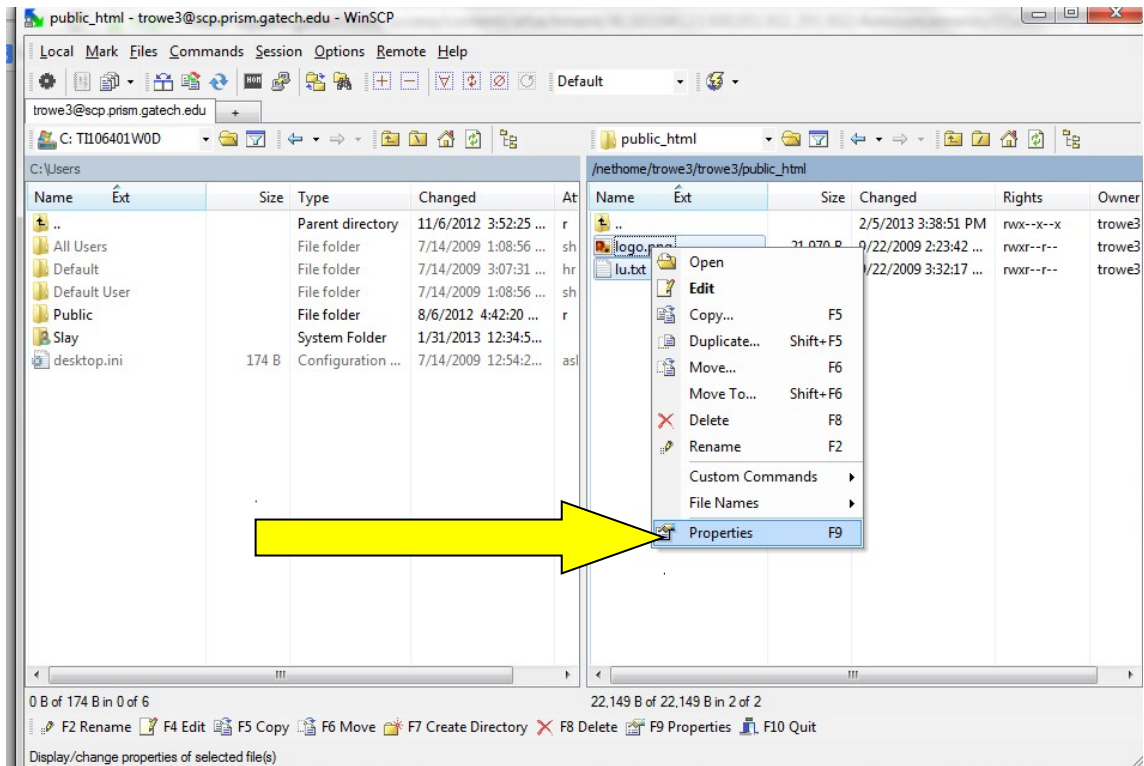 public_html - trowe3@scp.prism.gatech.edu - WinSCP
Local Mark Files Commands Session Options Remote Help
Default
trowe3@scp.prism.gatech.edu +
C: TI106401W0D
public_html
C:\Users
/nethome/trowe3/trowe3/public_html
Name Ext Size Type Changed At
Name Ext Size Changed Rights Owner
.. Parent directory 11/6/2012 3:52:25 ... r
.. 2/5/2013 3:38:51 PM rwx--x--x trowe3
All Users File folder 7/14/2009 1:08:56 ... sh
logo.png 21,970 B 9/22/2009 2:23:42 ... rwxr--r-- trowe3
Default File folder 7/14/2009 3:07:31 ... hr
lu.txt /22/2009 3:32:17 ... rwxr--r-- trowe3
Default User File folder 7/14/2009 1:08:56 ... sh
Public File folder 8/6/2012 4:42:20 ... r
Slay System Folder 1/31/2013 12:34:5...
desktop.ini 174 B Configuration ... 7/14/2009 12:54:2... asl
Open
Edit
Copy... F5
Duplicate... Shift+F5
Move... F6
Move To... Shift+F6
Delete F8
Rename F2
Custom Commands
File Names
Properties F9
0 B of 174 B in 0 of 6
22,149 B of 22,149 B in 2 of 2
F2 Rename F4 Edit F5 Copy F6 Move F7 Create Directory F8 Delete F9 Properties F10 Quit
Display/change properties of selected file(s)